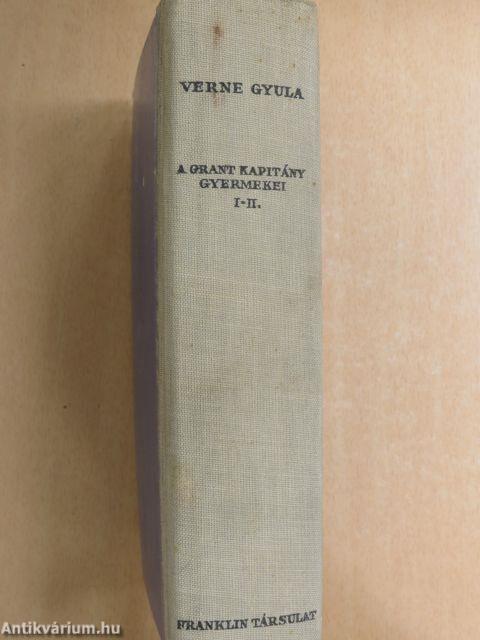 VERNE GYULA
A GRANT KAPITÁNY
GYERMEKEI
I-II.
FRANKLIN TÁRSULAT
Antikvárium.hu